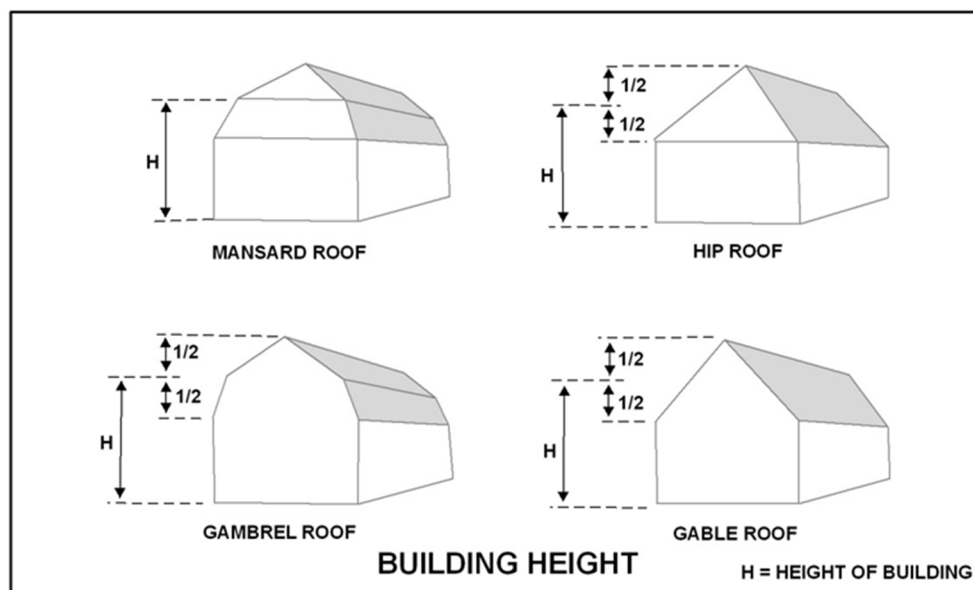 1/2
1/2
H
H
MANSARD ROOF
HIP ROOF
1/2
1/2
1/2
1/2
H
H
GAMBREL ROOF
GABLE ROOF
BUILDING HEIGHT
H = HEIGHT OF BUILDING